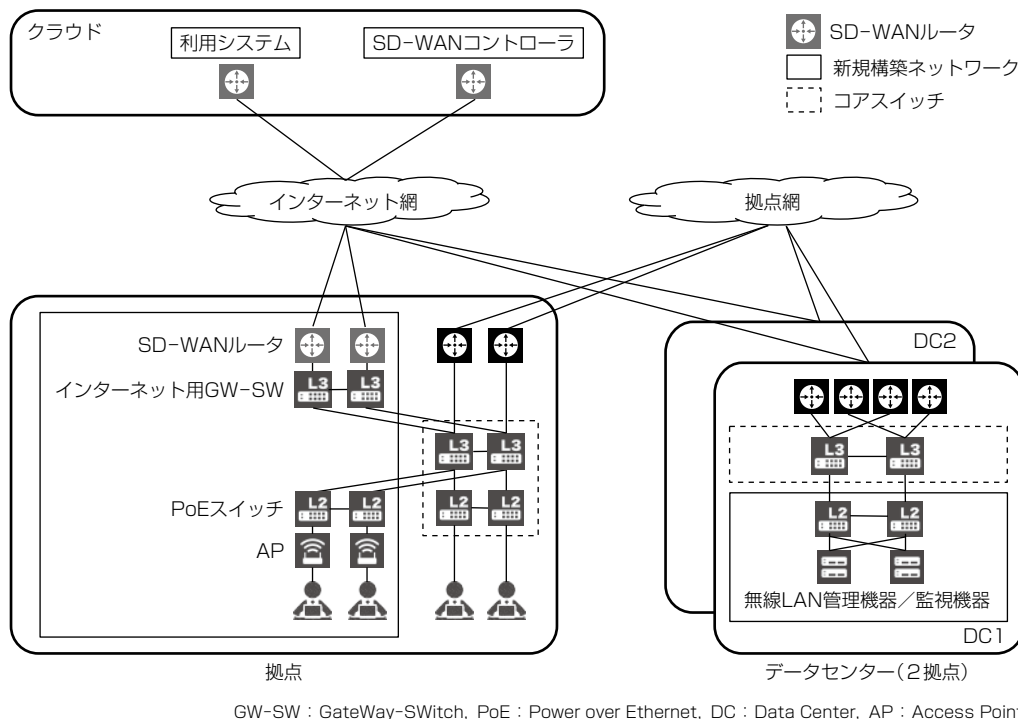 クラウド
利用システム
SD-WANコントローラ
SD-WANルータ
新規構築ネットワーク
コアスイッチ
インターネット網
拠点網
SD-WANルータ
インターネット用GW-SW
L3
L3
L3
L3
PoEスイッチ
L2
L2
L2
L2
AP
拠点
DC2
L3
L3
L2
L2
無線LAN管理機器／監視機器
DC1
データセンター（2拠点）
GW-SW：GateWay-SWitch，PoE：Power over Ethernet，DC：Data Center，AP：Access Point